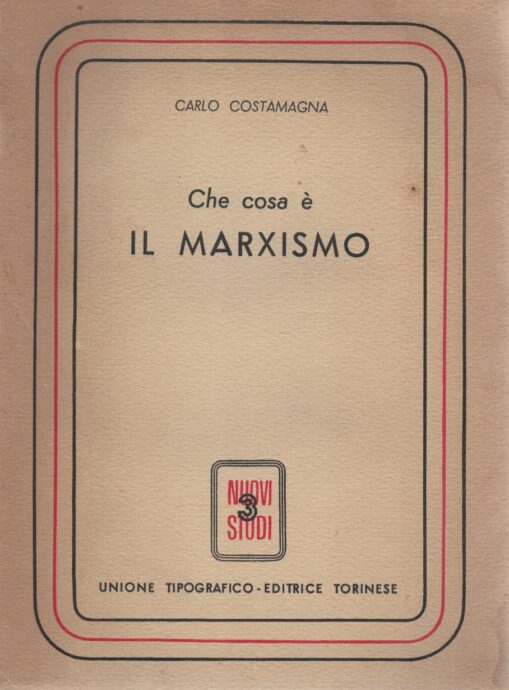 CARLO COSTAMAGNA
Che cosa è
IL MARXISMO
NUOVI
3
STUDI
UNIONE TIPOGRAFICO-EDITRICE TORINESE